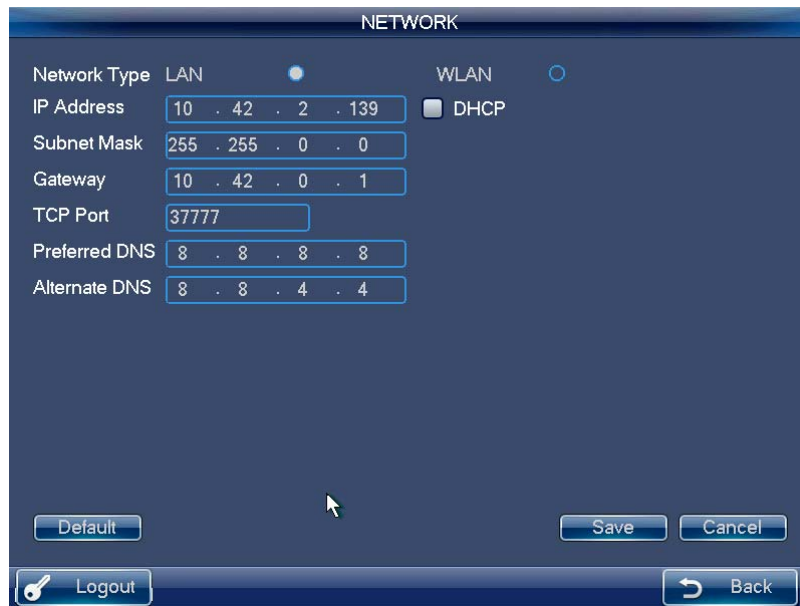 NETWORK
Network Type LAN WLAN
IP Address 10 . 42 . 2 . 139 DHCP
Subnet Mask 255 . 255 . 0 . 0
Gateway 10 . 42 . 0 . 1
TCP Port 37777
Preferred DNS 8 . 8 . 8 . 8
Alternate DNS 8 . 8 . 4 . 4
Default Save Cancel
Logout Back